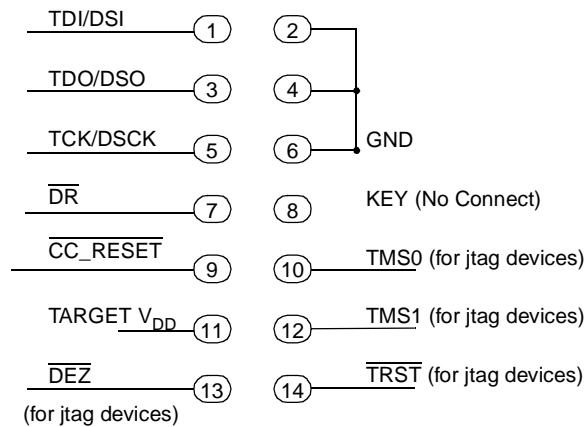 TDI/DSI 1 2
TDO/DSO 3 4
TCK/DSCK 5 6 GND
DR 7 8 KEY (No Connect)
CC_RESET 9 10 TMS0 (for jtag devices)
TARGET VDD 11 12 TMS1 (for jtag devices)
DEZ 13 14 TRST (for jtag devices)
(for jtag devices)